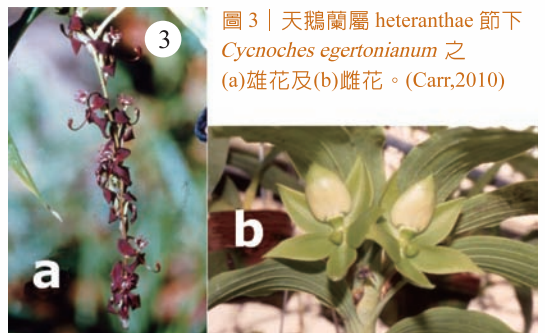 圖 3｜天鵝蘭屬 heteranthae 節下
Cycnoches egertonianum 之
(a)雄花及(b)雌花。(Carr,2010)
3
a
b